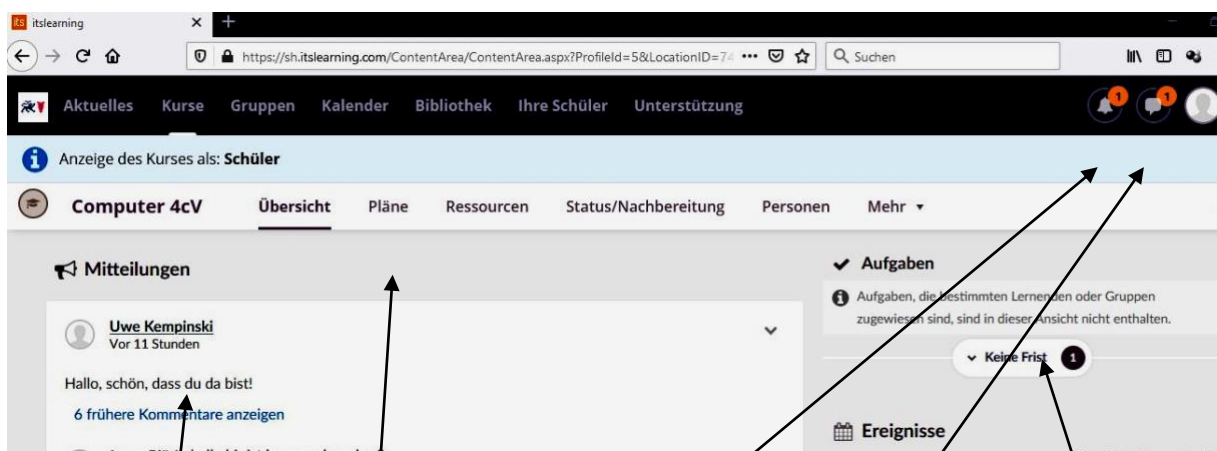 its itslearning
https://sh.itslearning.com/ContentArea/ContentArea.aspx?ProfileId=5&LocationID=74
Suchen
Aktuelles Kurse Gruppen Kalender Bibliothek Ihre Schüler Unterstützung
1 1
Anzeige des Kurses als: Schüler
Computer 4cV Übersicht Pläne Ressourcen Status/Nachbereitung Personen Mehr
Mitteilungen
Uwe Kempinski
Vor 11 Stunden
Hallo, schön, dass du da bist!
6 frühere Kommentare anzeigen
Aufgaben
Aufgaben, die bestimmten Lernenden oder Gruppen
zugewiesen sind, sind in dieser Ansicht nicht enthalten.
Keine Frist 1
Ereignisse